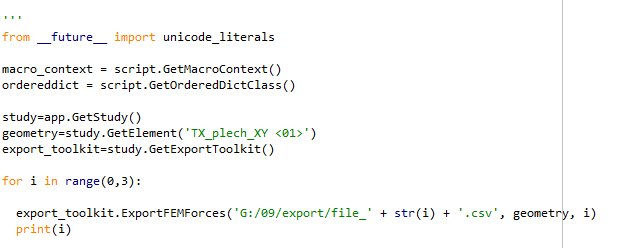 '''
from __future__ import unicode_literals
macro_context = script.GetMacroContext()
ordereddict = script.GetOrderedDictClass()
study=app.GetStudy()
geometry=study.GetElement('TX_plech_XY <01>')
export_toolkit=study.GetExportToolkit()
for i in range(0,3):
export_toolkit.ExportFEMForces('G:/09/export/file_' + str(i) + '.csv', geometry, i)
print(i)